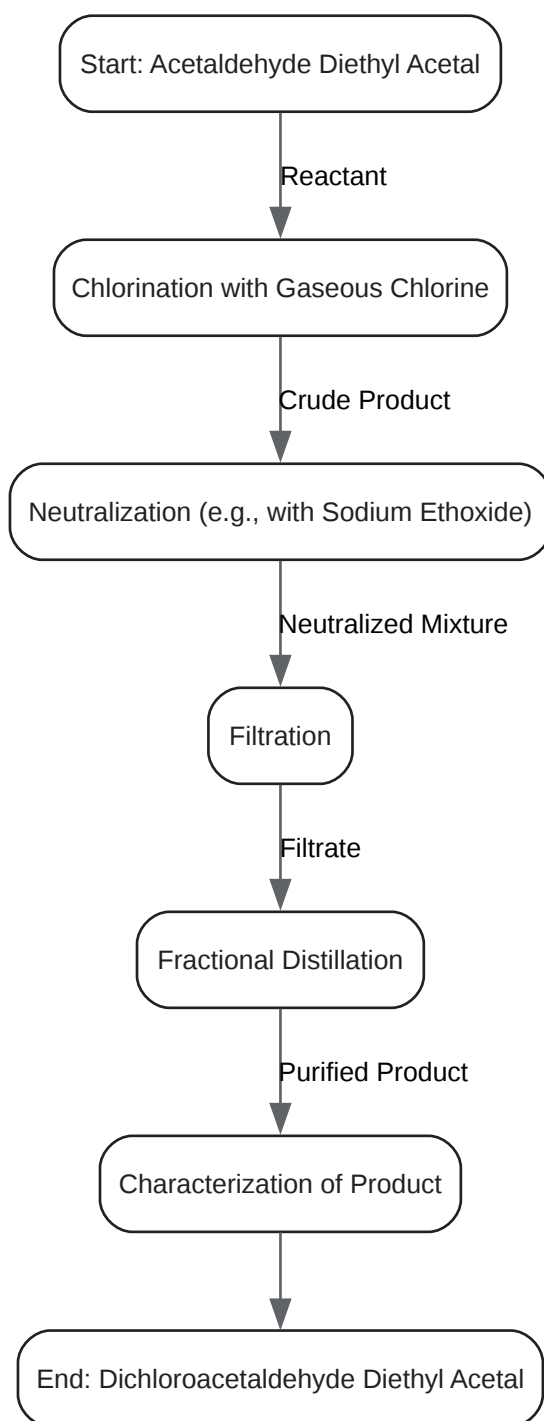 Start: Acetaldehyde Diethyl Acetal
Reactant
Chlorination with Gaseous Chlorine
Crude Product
Neutralization (e.g., with Sodium Ethoxide)
Neutralized Mixture
Filtration
Filtrate
Fractional Distillation
Purified Product
Characterization of Product
End: Dichloroacetaldehyde Diethyl Acetal